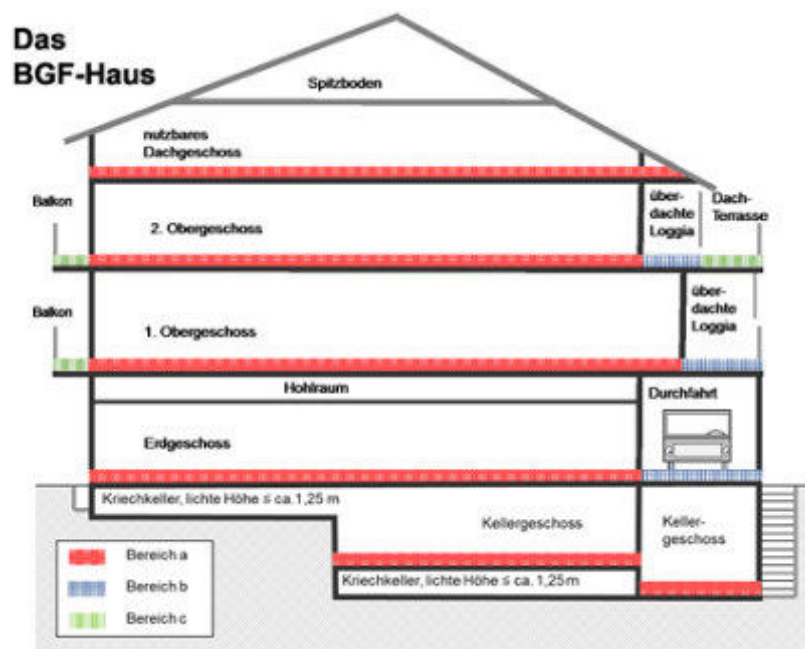 Das
BGF-Haus
Spitzboden
nutzbares
Dachgeschoss
Balkon
2. Obergeschoss
über-
dachte
Loggia
Dach-
Terrasse
Balkon
1. Obergeschoss
über-
dachte
Loggia
Hohlraum
Durchfahrt
Erdgeschoss
Kriechkeller, lichte Höhe ≤ ca. 1,25 m
Kellergeschoss
Keller-
geschoss
Kriechkeller, lichte Höhe ≤ ca. 1,25 m
Bereich a
Bereich b
Bereich c